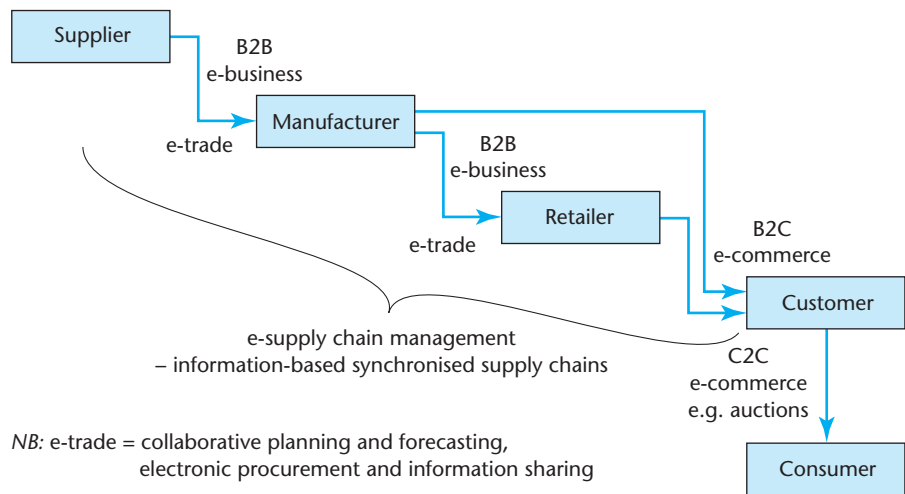 Supplier
B2B
e-business
e-trade
Manufacturer
B2B
e-business
e-trade
Retailer
B2C
e-commerce
Customer
e-supply chain management
– information-based synchronised supply chains
C2C
e-commerce
e.g. auctions
Consumer
NB: e-trade = collaborative planning and forecasting,
electronic procurement and information sharing